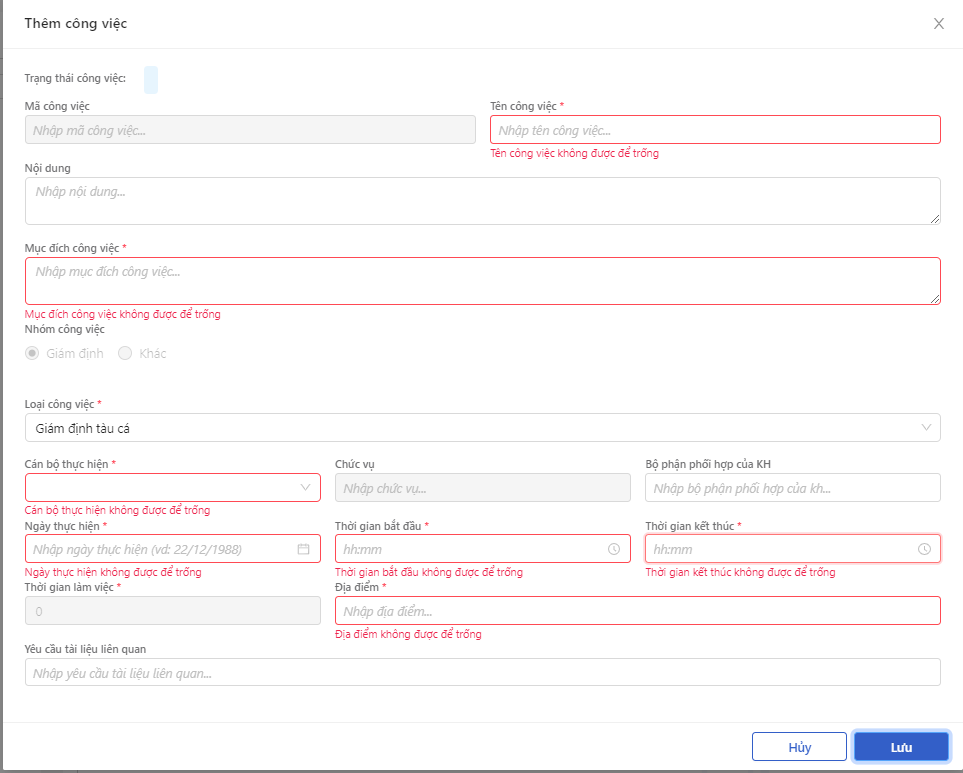 Thêm công việc
Trạng thái công việc:
Mã công việc
Tên công việc *
Nhập mã công việc...
Nhập tên công việc...
Tên công việc không được để trống
Nội dung
Nhập nội dung...
Mục đích công việc *
Nhập mục đích công việc...
Mục đích công việc không được để trống
Nhóm công việc
Giám định
Khác
Loại công việc *
Giám định tàu cá
Cán bộ thực hiện *
Chức vụ
Bộ phận phối hợp của KH
Nhập chức vụ...
Nhập bộ phận phối hợp của kh...
Cán bộ thực hiện không được để trống
Ngày thực hiện *
Thời gian bắt đầu *
Thời gian kết thúc *
Nhập ngày thực hiện (vd: 22/12/1988)
hh:mm
hh:mm
Ngày thực hiện không được để trống
Thời gian bắt đầu không được để trống
Thời gian kết thúc không được để trống
Thời gian làm việc *
Địa điểm *
0
Nhập địa điểm...
Địa điểm không được để trống
Yêu cầu tài liệu liên quan
Nhập yêu cầu tài liệu liên quan...
Hủy
Lưu